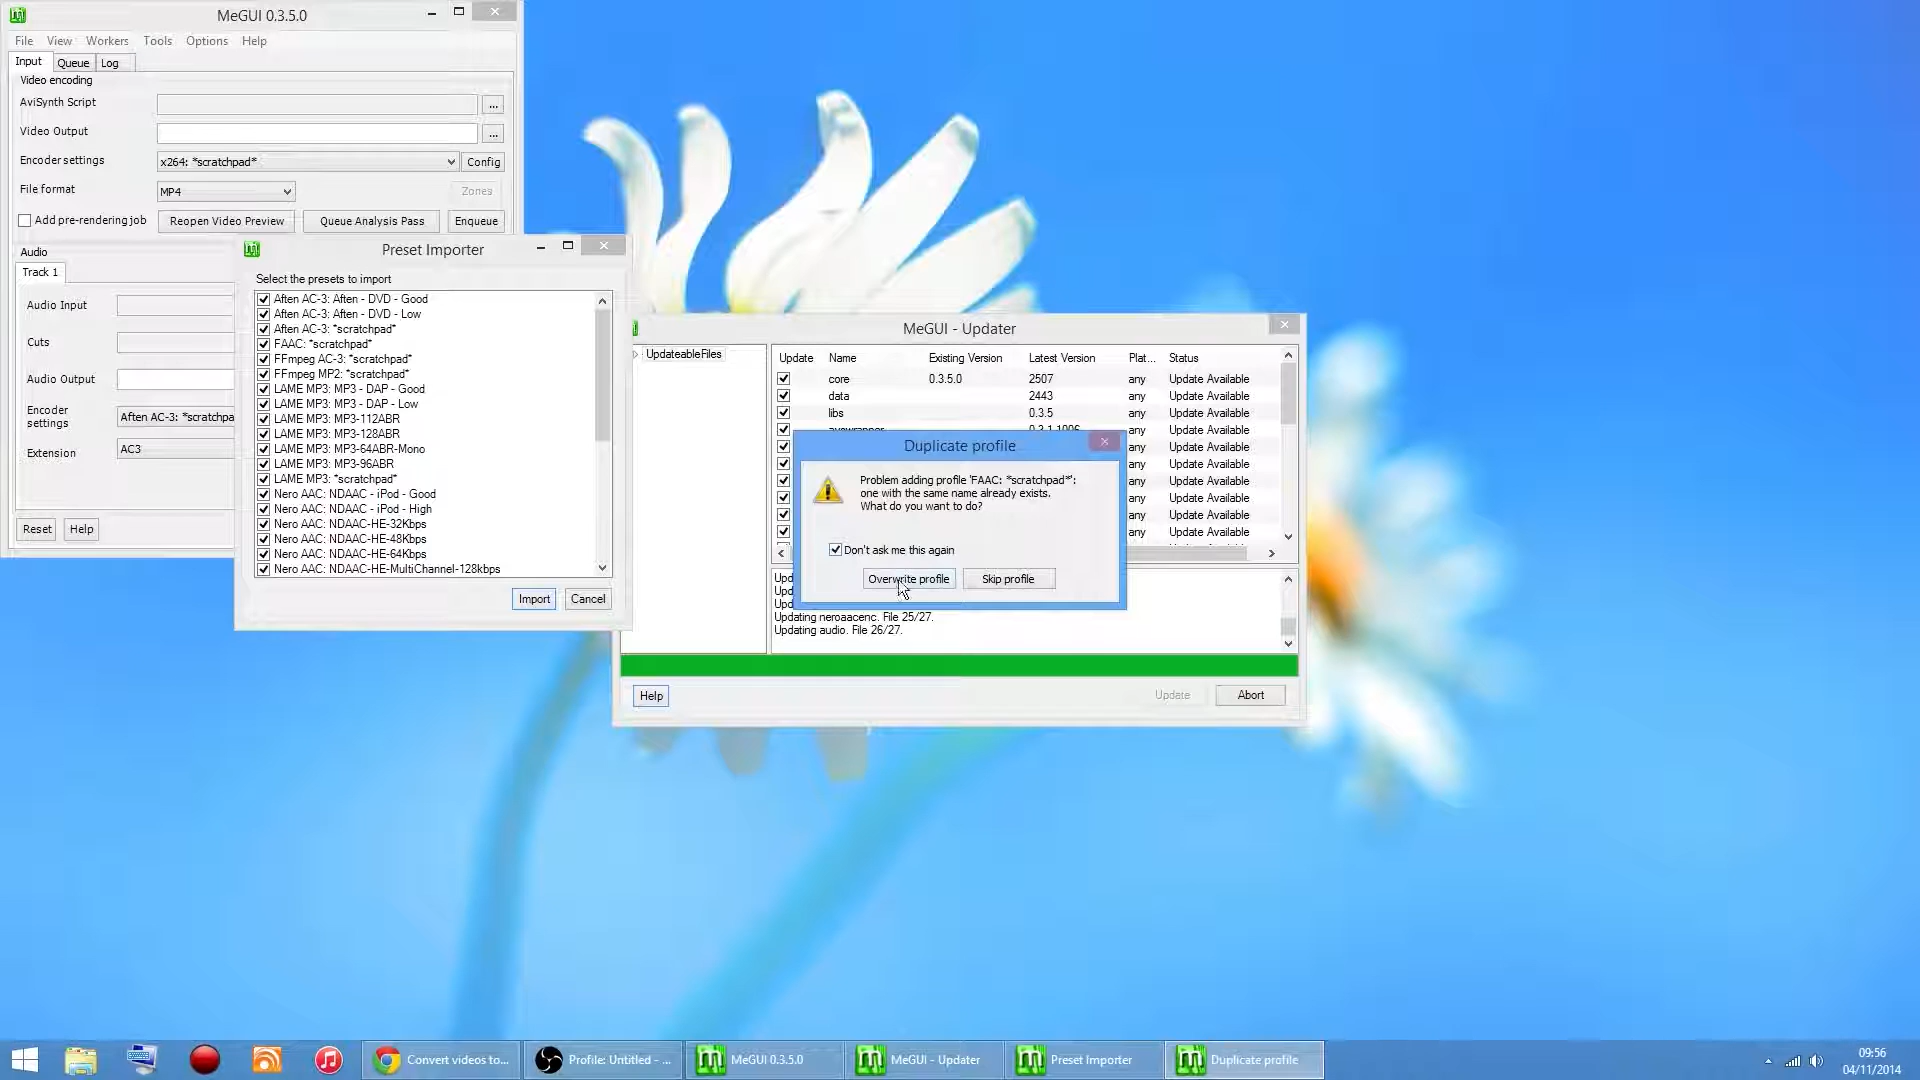 MeGUI 0.3.5.0
File View Workers Tools Options Help
Input Queue Log
Video encoding
AviSynth Script ...
Video Output ...
Encoder settings x264: *scratchpad* Config
File format MP4 Zones
Add pre-rendering job Reopen Video Preview Queue Analysis Pass Enqueue
Audio
Track 1
Audio Input
Cuts
Audio Output
Encoder
settings
Aften AC-3: *scratchpa
Extension AC3
Reset Help
Preset Importer
Select the presets to import
Aften AC-3: Aften - DVD - Good
Aften AC-3: Aften - DVD - Low
Aften AC-3: *scratchpad*
FAAC: *scratchpad*
FFmpeg AC-3: *scratchpad*
FFmpeg MP2: *scratchpad*
LAME MP3: MP3 - DAP - Good
LAME MP3: MP3 - DAP - Low
LAME MP3: MP3-112ABR
LAME MP3: MP3-128ABR
LAME MP3: MP3-64ABR-Mono
LAME MP3: MP3-96ABR
LAME MP3: *scratchpad*
Nero AAC: NDAAC - iPod - Good
Nero AAC: NDAAC - iPod - High
Nero AAC: NDAAC-HE-32Kbps
Nero AAC: NDAAC-HE-48Kbps
Nero AAC: NDAAC-HE-64Kbps
Nero AAC: NDAAC-HE-MultiChannel-128kbps
Import Cancel
MeGUI - Updater
UpdateableFiles
Update Name Existing Version Latest Version Plat... Status
core 0.3.5.0 2507 any Update Available
data 2443 any Update Available
libs 0.3.5 any Update Available
any Update Available
any Update Available
any Update Available
any Update Available
any Update Available
any Update Available
any Update Available
Duplicate profile
Problem adding profile 'FAAC: *scratchpad*':
one with the same name already exists.
What do you want to do?
Don't ask me this again
Overwrite profile Skip profile
Upd
Upd
Upd
Updating neroaacenc. File 25/27.
Updating audio. File 26/27.
Help Update Abort
Convert videos to... Profile: Untitled - ... MeGUI 0.3.5.0 MeGUI - Updater Preset Importer Duplicate profile
09:56
04/11/2014